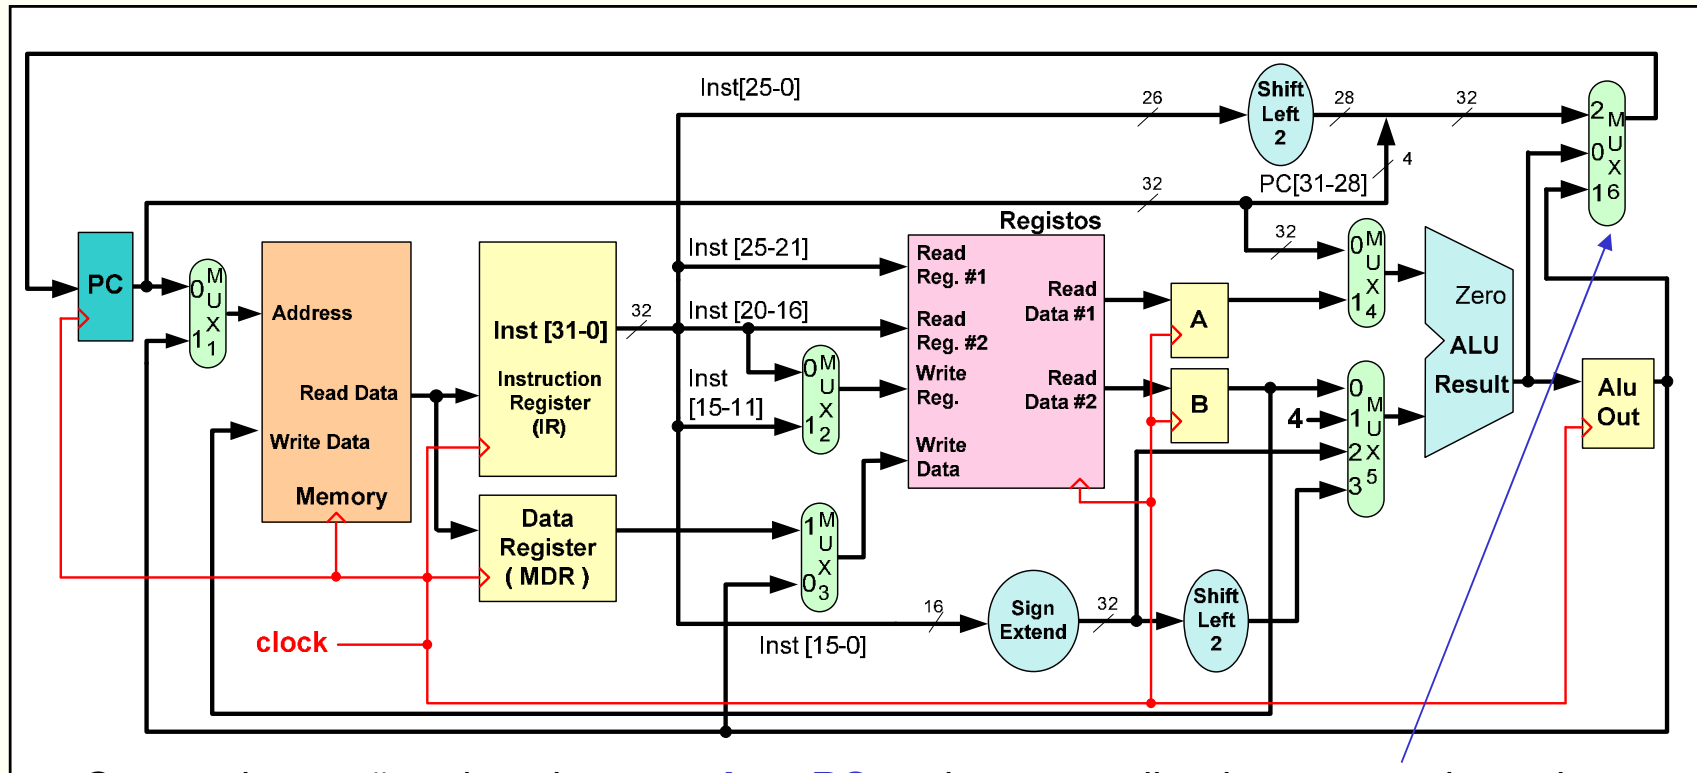 Inst[25-0]
26
Shift
Left
2
28
32
2
M
0
U
X
1
6
4
PC[31-28]
32
Registos
PC
0
M
U
X
1
1
Address
Read Data
Write Data
Memory
Inst [31-0]
Instruction
Register
(IR)
32
Data
Register
( MDR )
Inst [25-21]
Inst [20-16]
Inst
[15-11]
0
M
U
X
1
2
1
M
U
X
0
3
Read
Reg. #1
Read
Reg. #2
Write
Reg.
Write
Data
Read
Data #1
Read
Data #2
A
B
32
0
M
U
X
1
4
0
4
1
M
U
2
X
3
5
Zero
ALU
Result
Alu
Out
16
Inst [15-0]
Sign
Extend
32
Shift
Left
2
clock